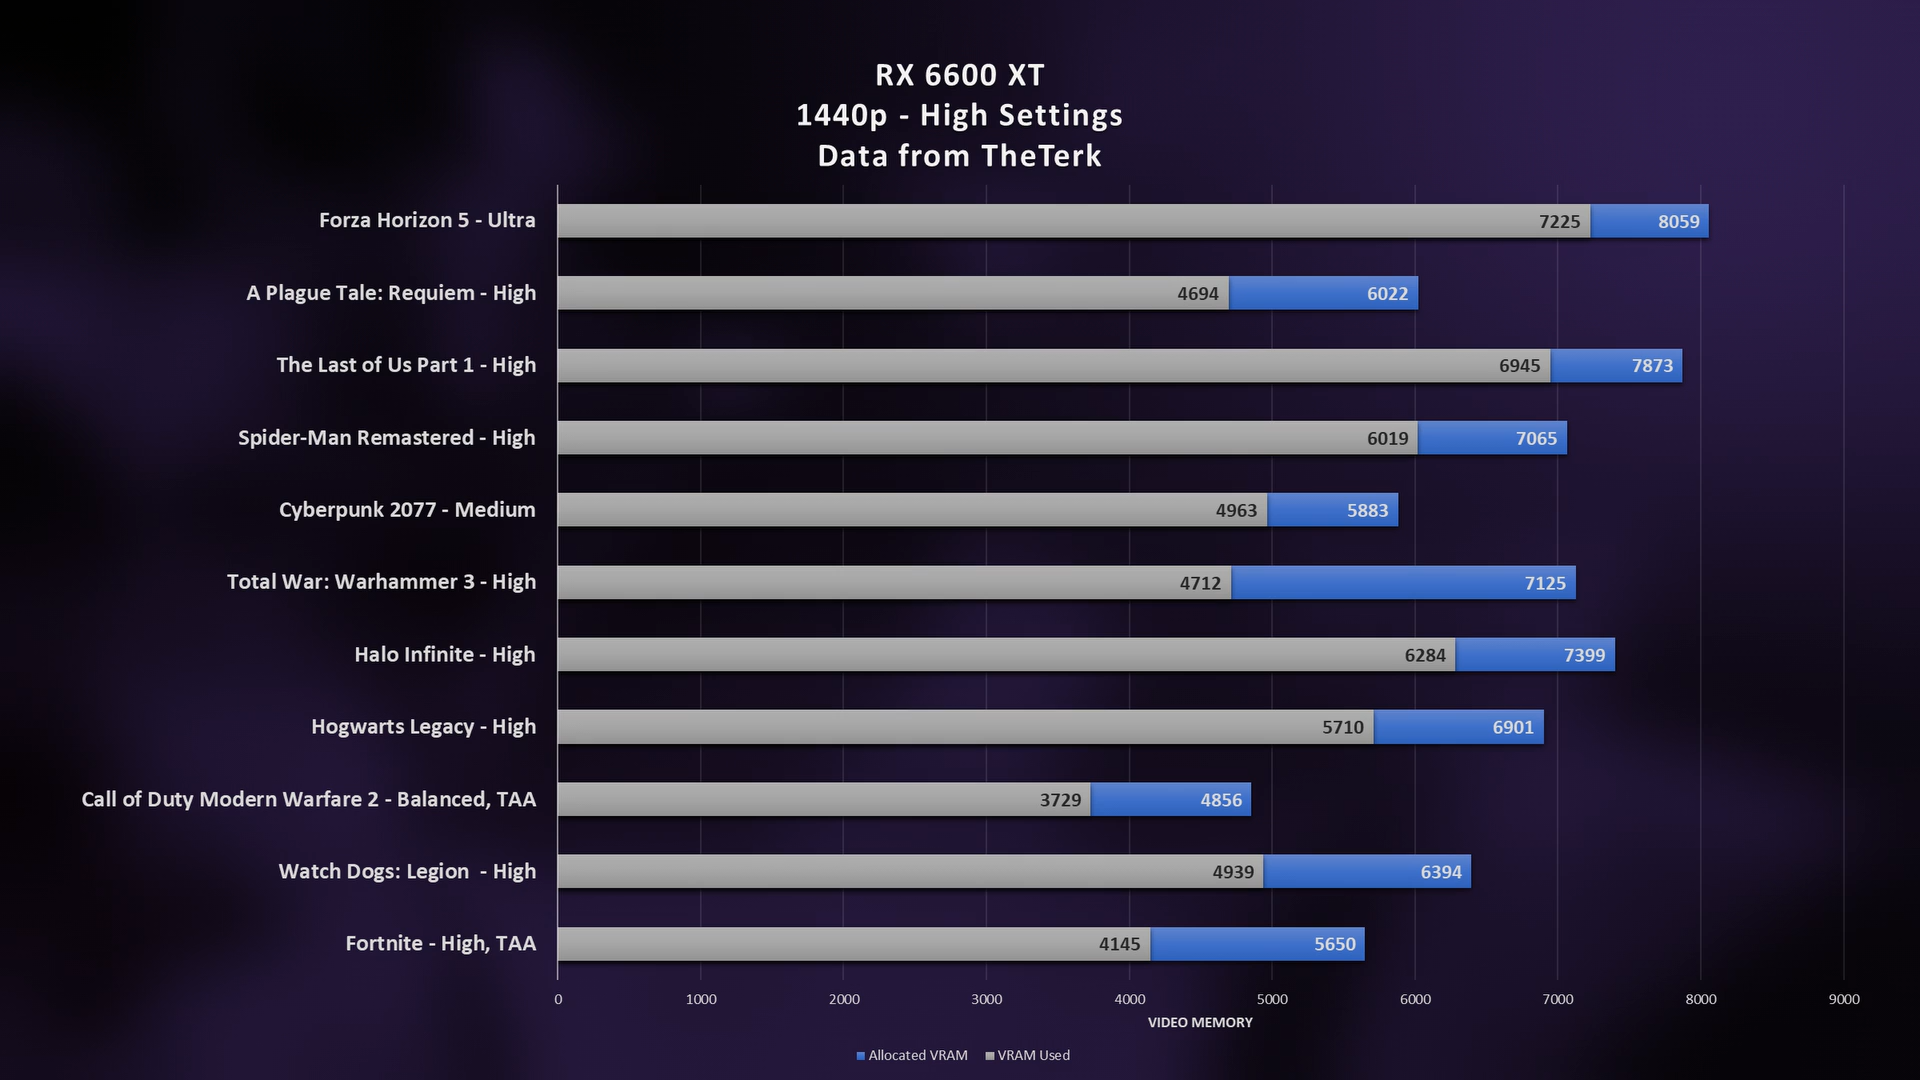 RX 6600 XT
1440p - High Settings
Data from TheTerk
Forza Horizon 5 - Ultra 7225 8059
A Plague Tale: Requiem - High 4694 6022
The Last of Us Part 1 - High 6945 7873
Spider-Man Remastered - High 6019 7065
Cyberpunk 2077 - Medium 4963 5883
Total War: Warhammer 3 - High 4712 7125
Halo Infinite - High 6284 7399
Hogwarts Legacy - High 5710 6901
Call of Duty Modern Warfare 2 - Balanced, TAA 3729 4856
Watch Dogs: Legion  - High 4939 6394
Fortnite - High, TAA 4145 5650
0 1000 2000 3000 4000 5000 6000 7000 8000 9000
VIDEO MEMORY
Allocated VRAM VRAM Used